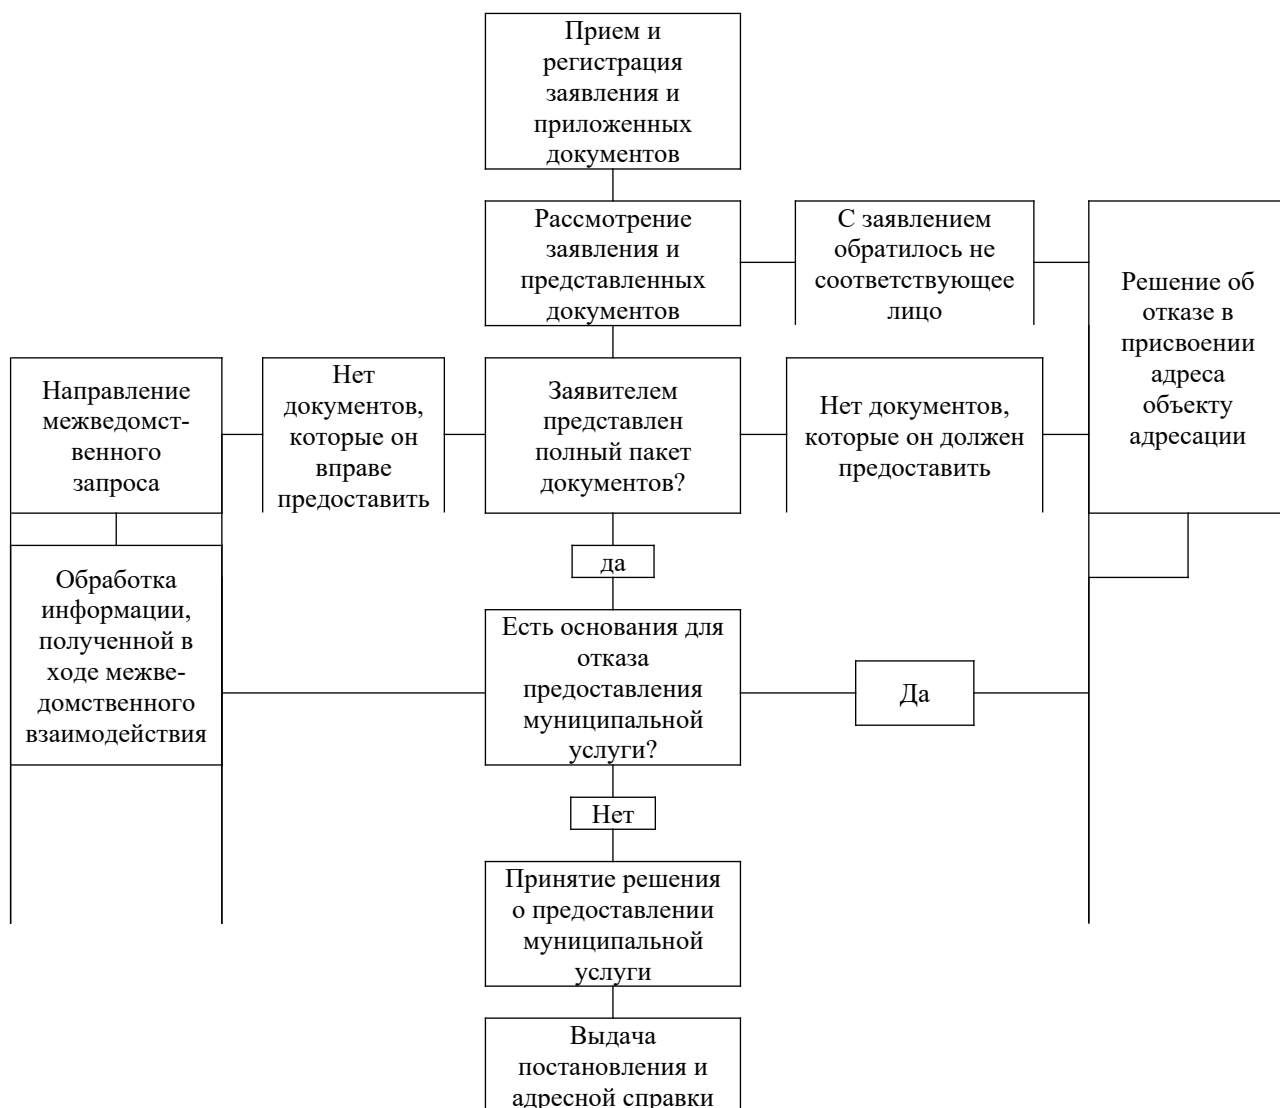 Прием и
регистрация
заявления и
приложенных
документов
Рассмотрение
заявления и
представленных
документов
С заявлением
обратилось не
соответствующее
лицо
Решение об
отказе в
присвоении
адреса
объекту
адресации
Направление
межведомст-
венного
запроса
Нет
документов,
которые он
вправе
предоставить
Заявителем
представлен
полный пакет
документов?
Нет документов,
которые он должен
предоставить
да
Обработка
информации,
полученной в
ходе межве-
домственного
взаимодействия
Есть основания для
отказа
предоставления
муниципальной
услуги?
Да
Нет
Принятие решения
о предоставлении
муниципальной
услуги
Выдача
постановления и
адресной справки